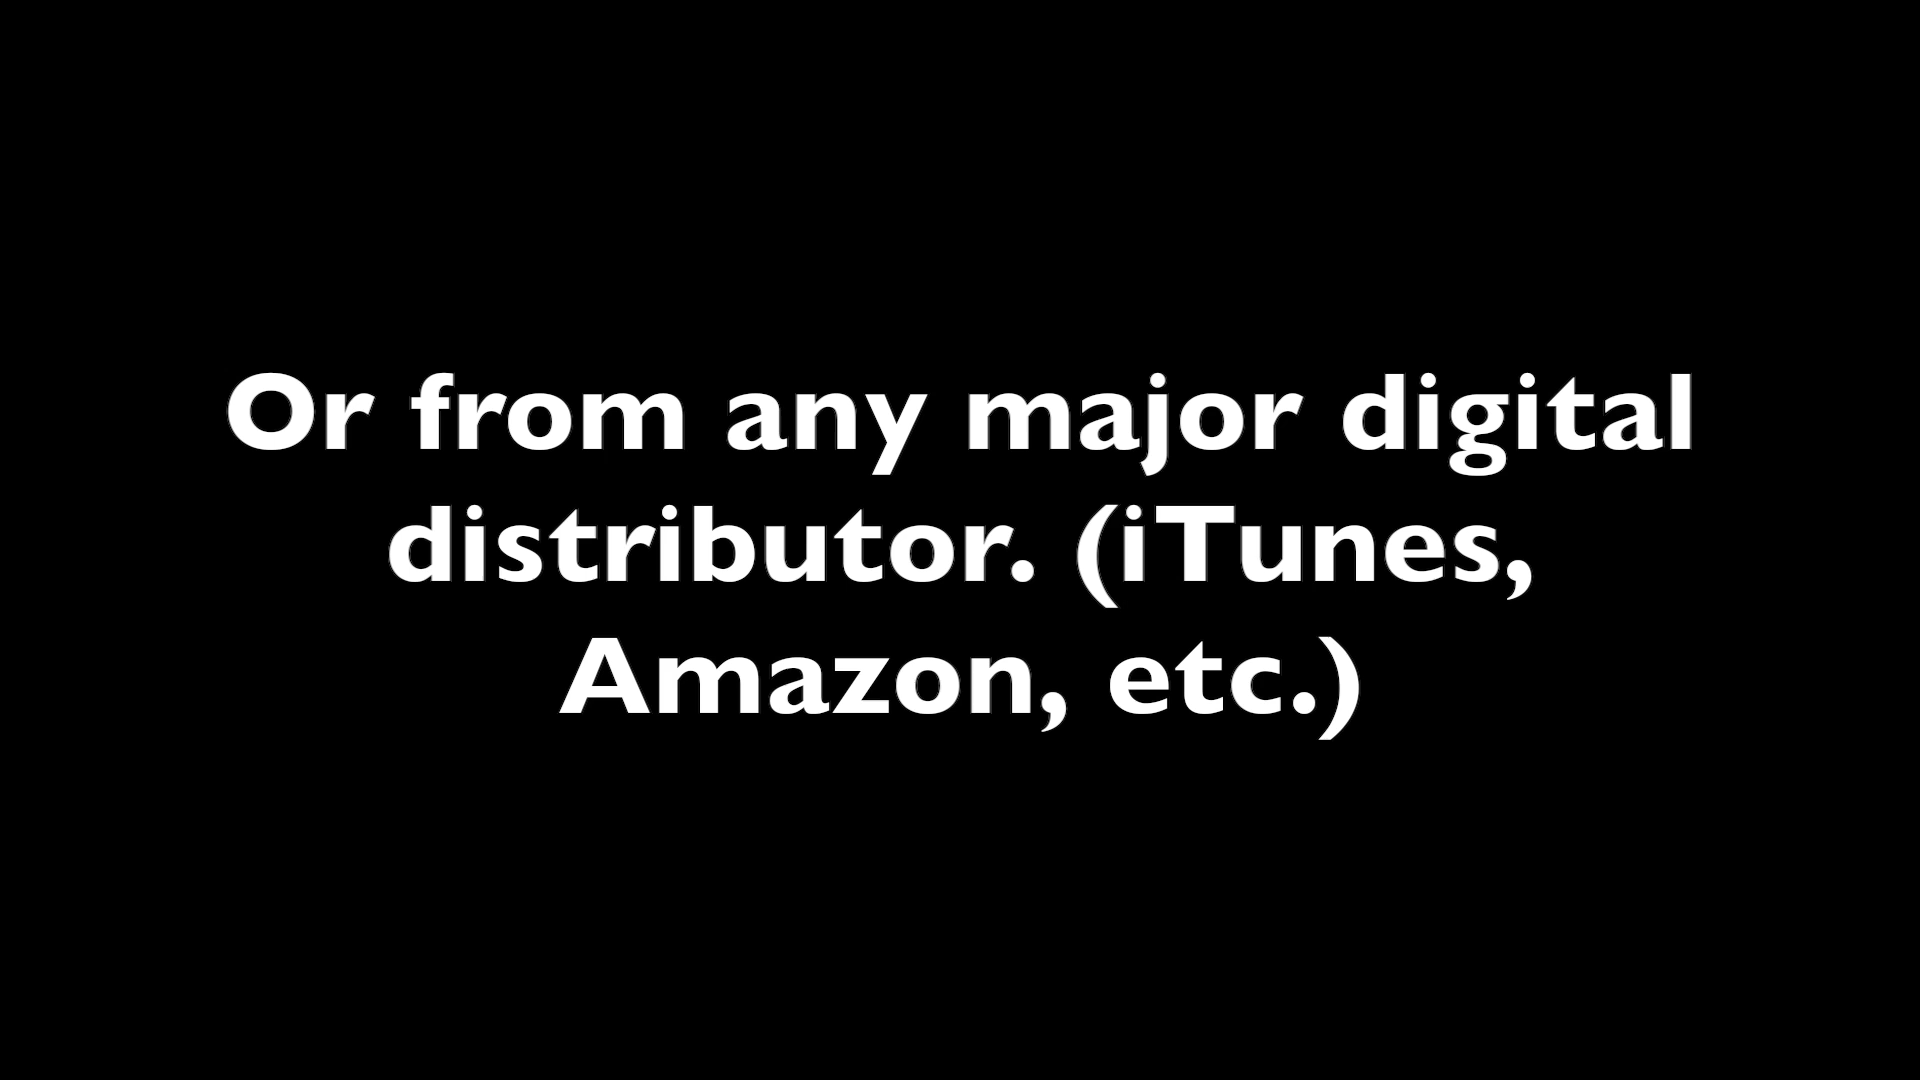 Or from any major digital
distributor. (iTunes,
Amazon, etc.)